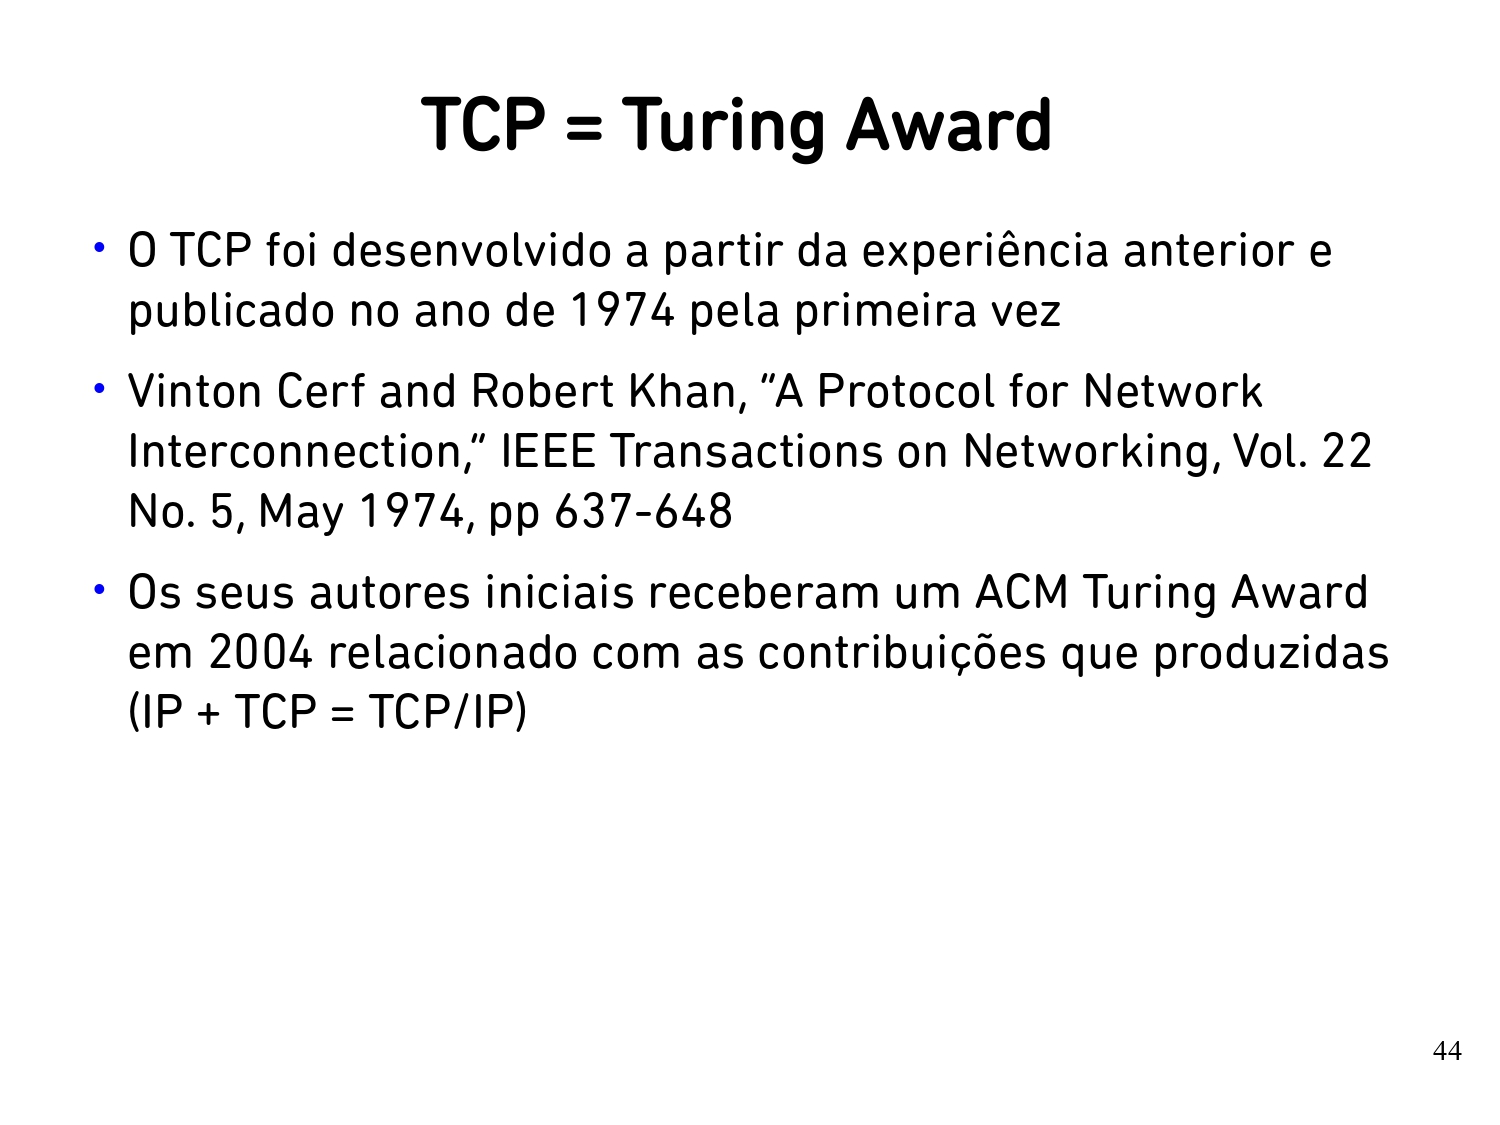 TCP = Turing Award
• O TCP foi desenvolvido a partir da experiência anterior e
publicado no ano de 1974 pela primeira vez
• Vinton Cerf and Robert Khan, “A Protocol for Network
Interconnection,” IEEE Transactions on Networking, Vol. 22
No. 5, May 1974, pp 637-648
• Os seus autores iniciais receberam um ACM Turing Award
em 2004 relacionado com as contribuições que produzidas
(IP + TCP = TCP/IP)
44